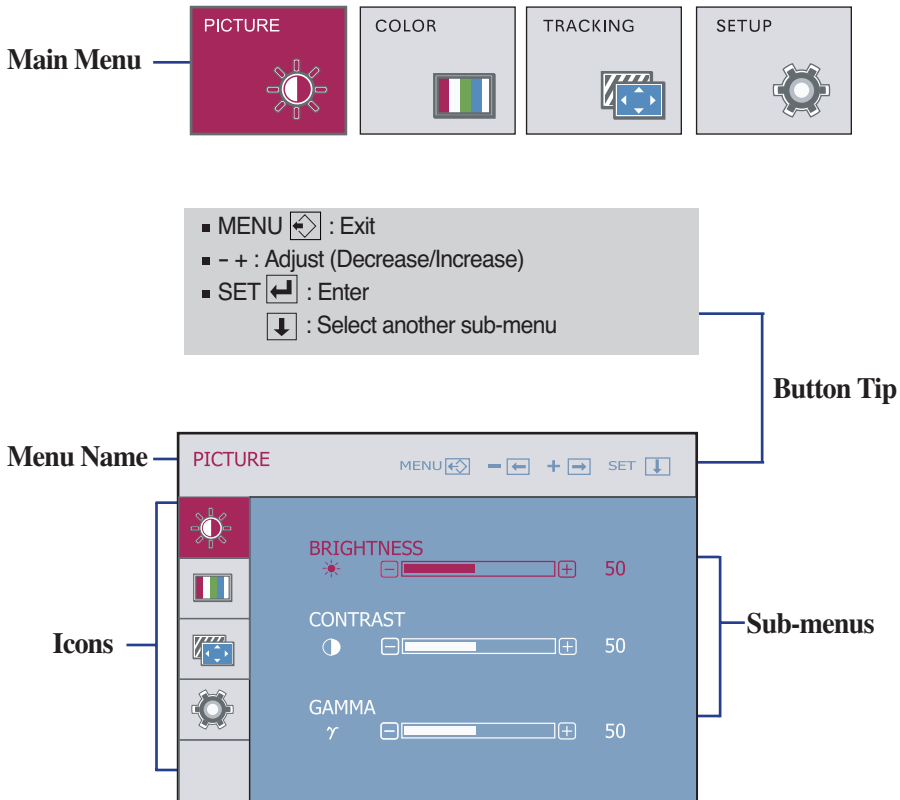 PICTURE COLOR TRACKING SETUP
Main Menu
■ MENU : Exit
■ - + : Adjust (Decrease/Increase)
■ SET : Enter
: Select another sub-menu
Button Tip
Menu Name
PICTURE MENU - + SET
BRIGHTNESS
50
CONTRAST
50
Icons
Sub-menus
GAMMA
γ 50